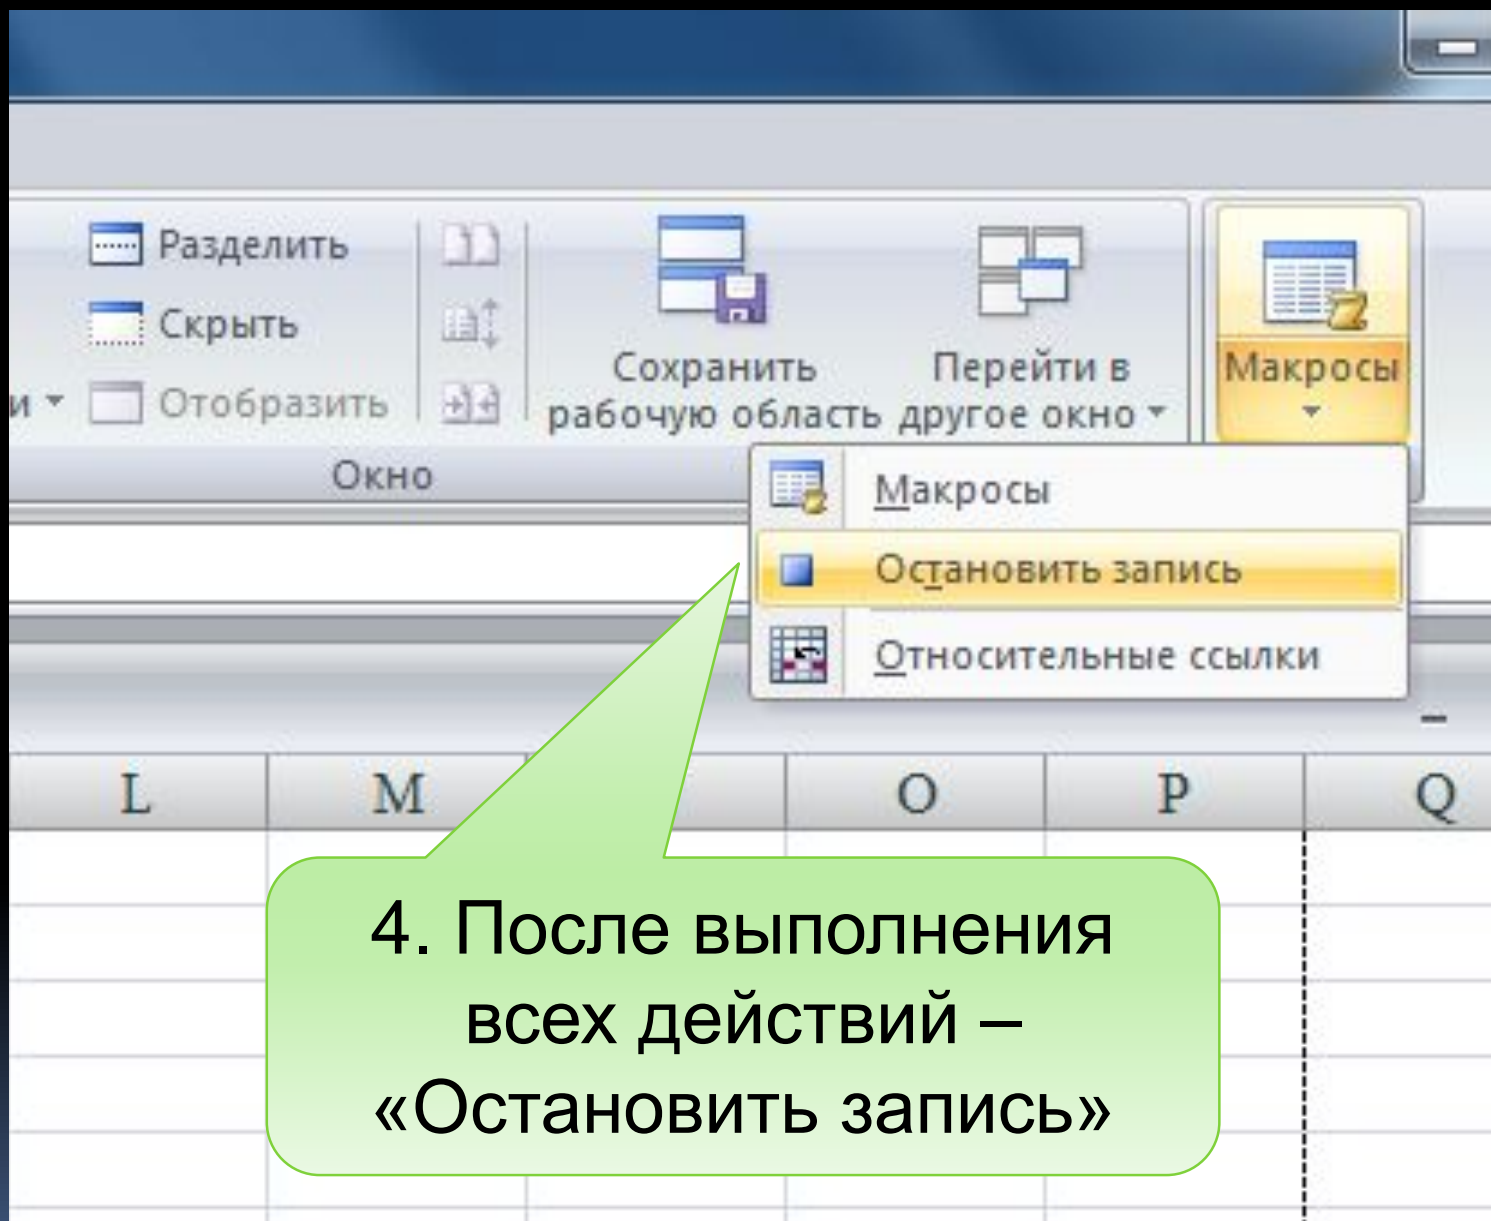 Разделить
Скрыть
и
Отобразить
Сохранить
рабочую область
Перейти в
другое окно
Макросы
Окно
Макросы
Остановить запись
Относительные ссылки
L M O P Q
4. После выполнения
всех действий –
«Остановить запись»